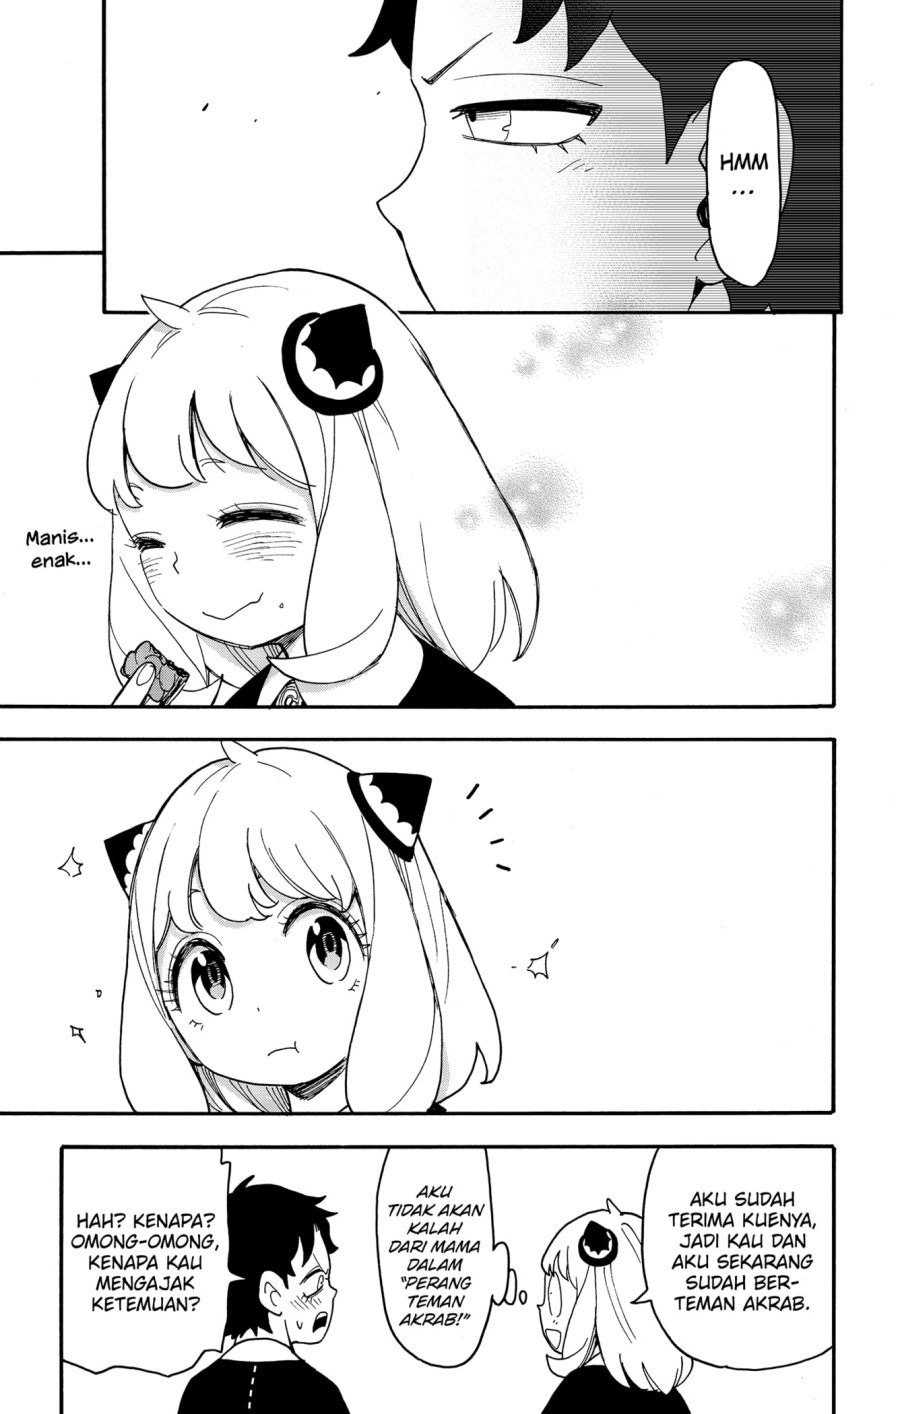 HMM
...
Manis...
enak...
AKU SUDAH
TERIMA KUENYA,
JADI KAU DAN
AKU SEKARANG
SUDAH BER-
TEMAN AKRAB.
AKU
TIDAK AKAN
KALAH
DARI MAMA
DALAM
"PERANG
TEMAN
AKRAB!"
HAH? KENAPA?
OMONG-OMONG,
KENAPA KAU
MENGAJAK
KETEMUAN?